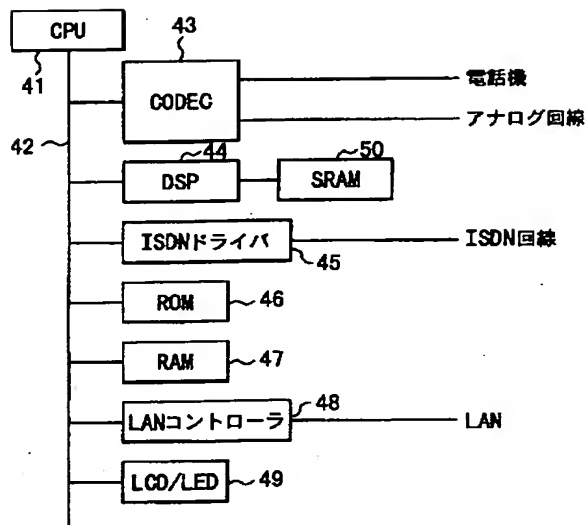 CPU
41
42
43
CODEC
電話機
アナログ回線
44
DSP
50
SRAM
ISDNドライバ
45
ISDN回線
ROM
46
RAM
47
LANコントローラ
48
LAN
LCD/LED
49